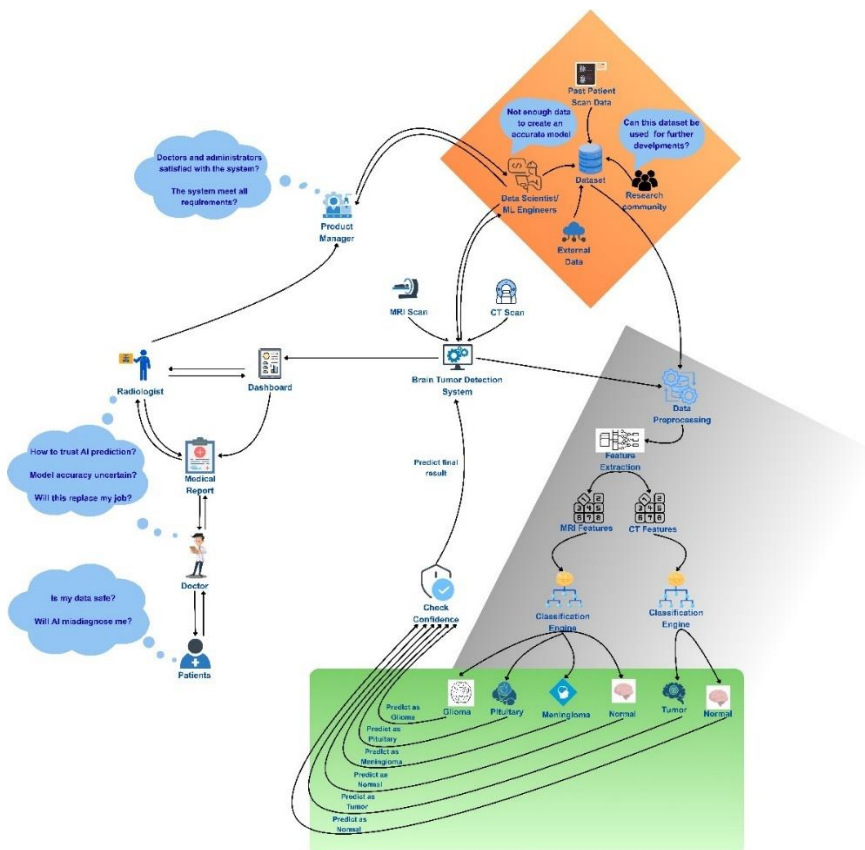 Past Patient
Scan Data
Not enough data
to create an
accurate model
Can this dataset be
used for further
develpments?
Dataset
Data Scientist/
ML Engineers
Research
community
External
Data
Doctors and administrators
satisfied with the system?
The system meet all
requirements?
Product
Manager
MRI Scan
CT Scan
Radiologist
Dashboard
Brain Tumor Detection
System
Data
Preprocessing
Feature
Extraction
How to trust AI prediction?
Model accuracy uncertain?
Will this replace my job?
Medical
Report
Predict final
result
MRI Features
CT Features
Doctor
Is my data safe?
Will AI misdiagnose me?
Patients
Check
Confidence
Classification
Engine
Classification
Engine
Glioma
Pituitary
Meningioma
Normal
Tumor
Normal
Predict as
Glioma
Predict as
Pituitary
Predict as
Meningioma
Predict as
Normal
Predict as
Tumor
Predict as
Normal